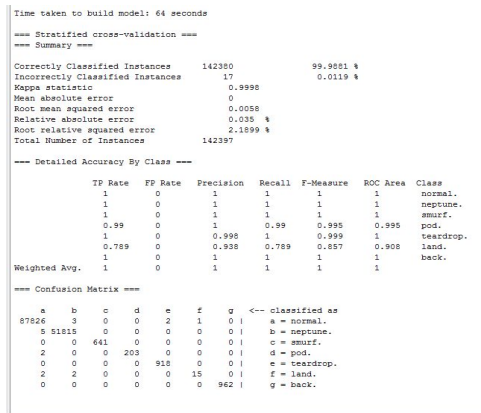 Time taken to build model: 64 seconds
=== Stratified cross-validation ===
=== Summary ===
Correctly Classified Instances 142380 99.9881 %
Incorrectly Classified Instances 17 0.0119 %
Kappa statistic 0.9998
Mean absolute error 0
Root mean squared error 0.0058
Relative absolute error 0.035 %
Root relative squared error 2.1899 %
Total Number of Instances 142397
=== Detailed Accuracy By Class ===
TP Rate FP Rate Precision Recall F-Measure ROC Area Class
1 0 1 1 1 1 normal.
1 0 1 1 1 1 neptune.
1 0 1 1 1 1 smurf.
0.99 0 1 0.99 0.995 0.995 pod.
1 0 0.998 1 0.999 1 teardrop.
0.789 0 0.938 0.789 0.857 0.908 land.
1 0 1 1 1 1 back.
Weighted Avg. 1 0 1 1 1 1
=== Confusion Matrix ===
a b c d e f g <-- classified as
87826 3 0 0 2 1 0 | a = normal.
5 51815 0 0 0 0 0 | b = neptune.
0 0 641 0 0 0 0 | c = smurf.
2 0 0 203 0 0 0 | d = pod.
0 0 0 0 918 0 0 | e = teardrop.
2 2 0 0 0 15 0 | f = land.
0 0 0 0 0 0 962 | g = back.